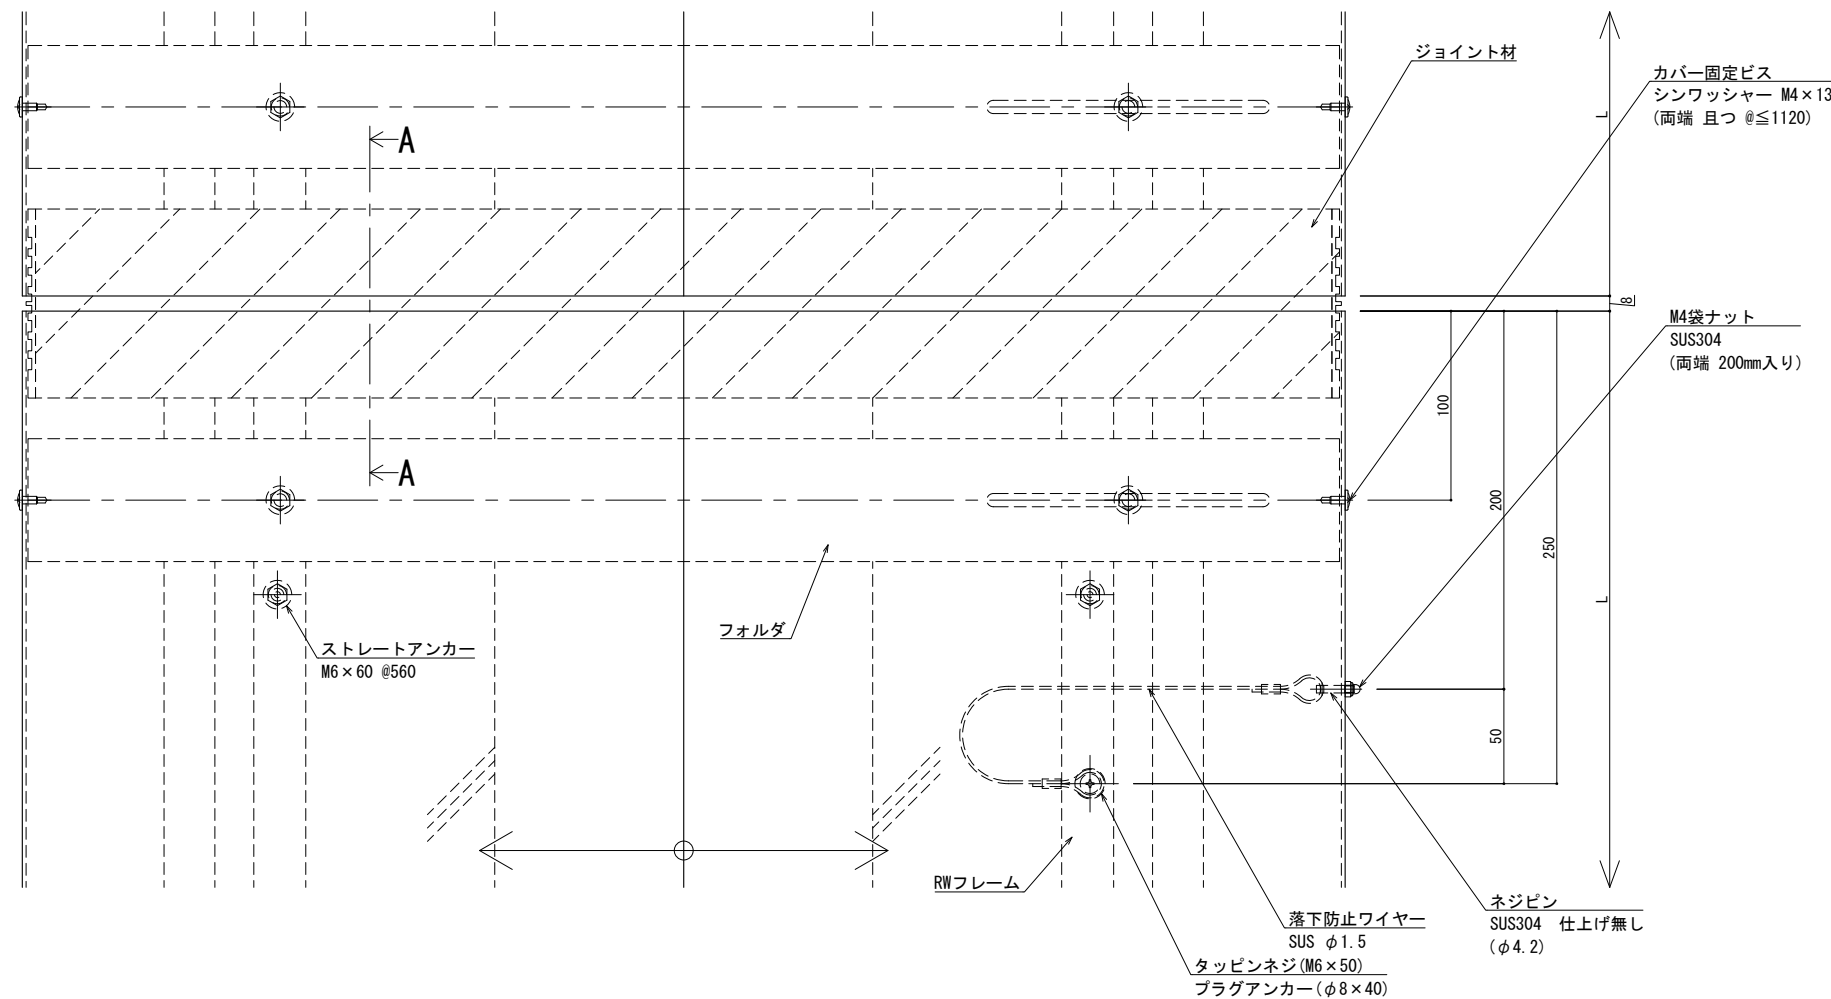 ジョイント材
カバー固定ビス
シンワッシャー M4×13
(両端 且つ @≦1120)
L
A
8
M4袋ナット
SUS304
(両端 200mm入り)
100
A
200
250
L
フォルダ
ストレートアンカー
M6×60 @560
50
RWフレーム
ネジピン
SUS304 仕上げ無し
(φ4.2)
落下防止ワイヤー
SUS φ1.5
タッピンネジ(M6×50)
プラグアンカー(φ8×40)